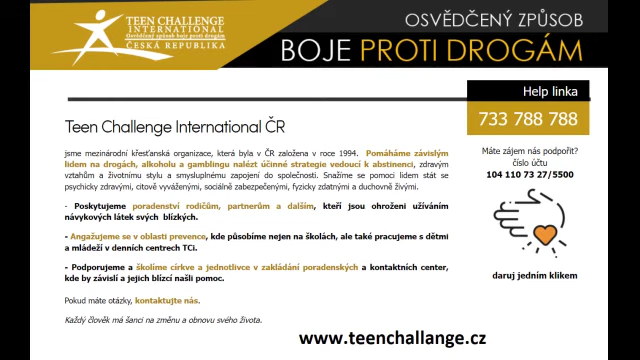 TEEN CHALLENGE
INTERNATIONAL
Osvědčený způsob boje proti drogám
ČESKÁ REPUBLIKA
OSVĚDČENÝ ZPŮSOB
BOJE PROTI DROGÁM
Help linka
733 788 788
Teen Challenge International ČR
jsme mezinárodní křesťanská organizace, která byla v ČR založena v roce 1994. Pomáháme závislým
lidem na drogách, alkoholu a gamblingu nalézt účinné strategie vedoucí k abstinenci, zdravým
vztahům a životnímu stylu a smysluplnému zapojení do společnosti. Snažíme se pomoci lidem stát se
psychicky zdravými, citově vyváženými, sociálně zabezpečenými, fyzicky zdatnými a duchovně živými.
- Poskytujeme poradenství rodičům, partnerům a dalším, kteří jsou ohroženi užíváním
návykových látek svých blízkých.
- Angažujeme se v oblasti prevence, kde působíme nejen na školách, ale také pracujeme s dětmi
a mládeží v denních centrech TCi.
- Podporujeme a školíme církve a jednotlivce v zakládání poradenských a kontaktních center,
kde by závislí a jejich blízcí našli pomoc.
Pokud máte otázky, kontaktujte nás.
Každý člověk má šanci na změnu a obnovu svého života.
Máte zájem nás podpořit?
číslo účtu
104 110 73 27/5500
daruj jedním klikem
www.teenchallange.cz